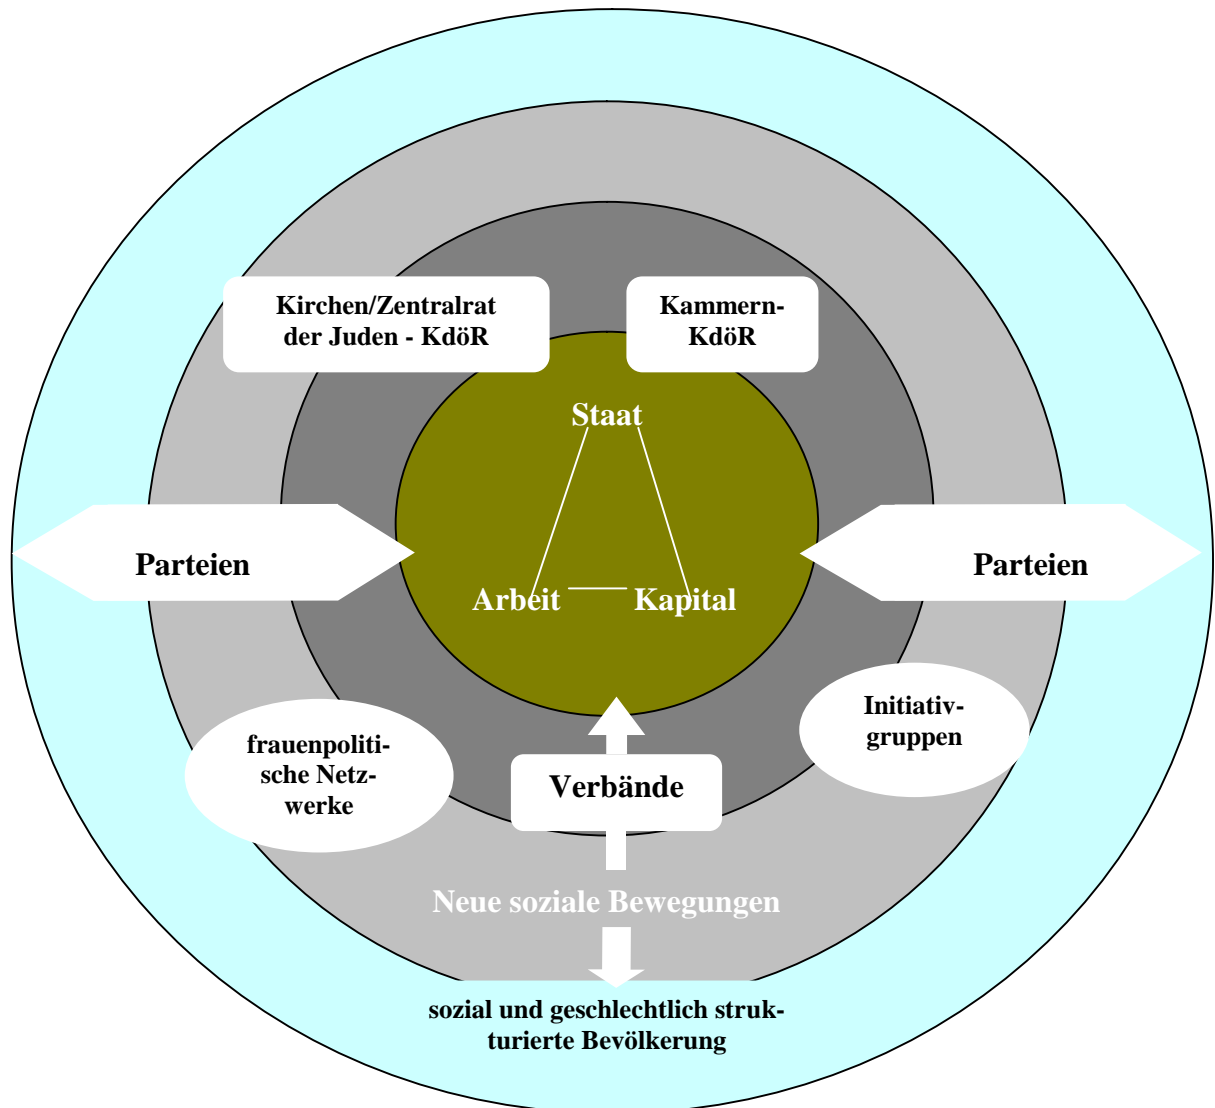 Kirchen/Zentralrat
der Juden - KdöR
Kammern-
KdöR
Staat
Arbeit
Kapital
Parteien
Parteien
frauenpoliti-
sche Netz-
werke
Initiativ-
gruppen
Verbände
Neue soziale Bewegungen
sozial und geschlechtlich struk-
turierte Bevölkerung